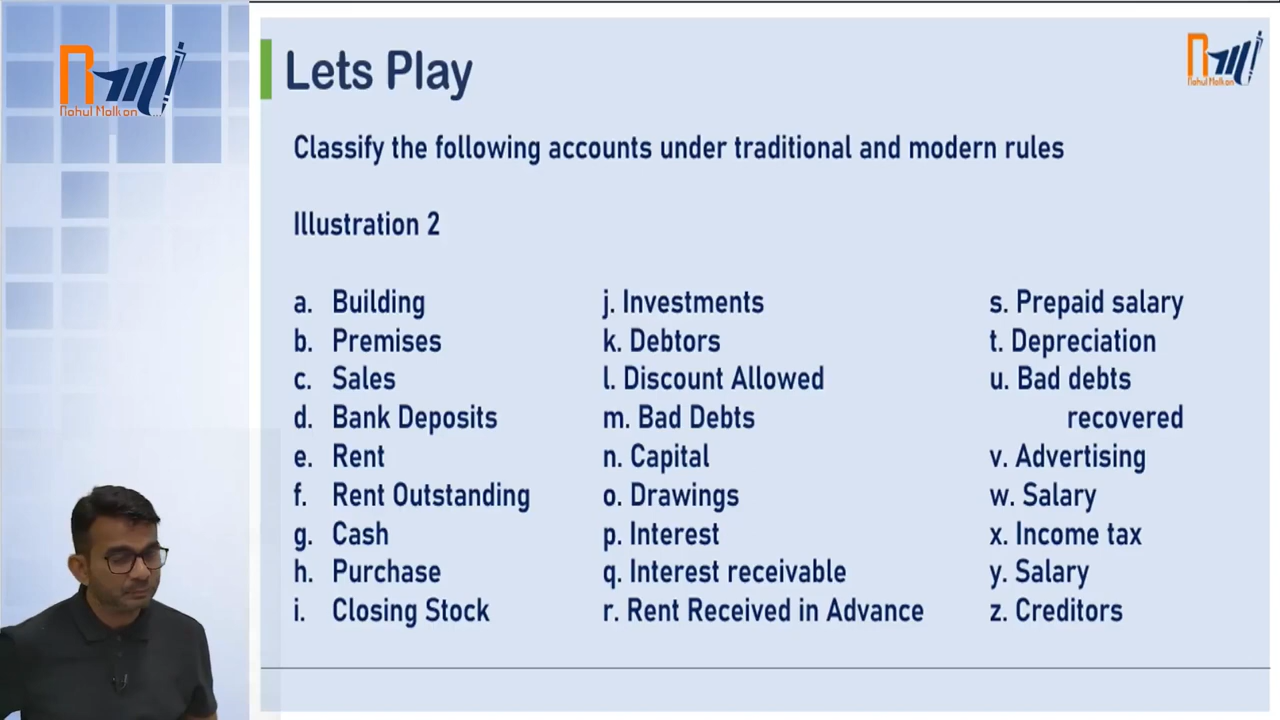 Rahul Malkan
Rahul Malkan
Lets Play
Classify the following accounts under traditional and modern rules
Illustration 2
a. Building
b. Premises
c. Sales
d. Bank Deposits
e. Rent
f. Rent Outstanding
g. Cash
h. Purchase
i. Closing Stock
j. Investments
k. Debtors
l. Discount Allowed
m. Bad Debts
n. Capital
o. Drawings
p. Interest
q. Interest receivable
r. Rent Received in Advance
s. Prepaid salary
t. Depreciation
u. Bad debts
recovered
v. Advertising
w. Salary
x. Income tax
y. Salary
z. Creditors